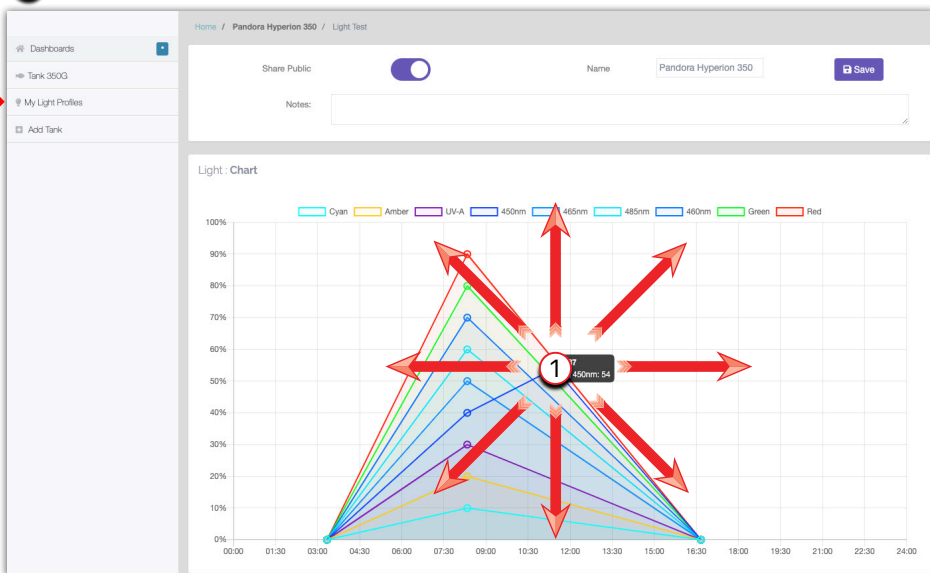 Home / Pandora Hyperion 350 / Light Test
Dashboards
Tank 350G
My Light Profiles
Add Tank
Share Public
Name
Pandora Hyperion 350
Save
Notes:
Light : Chart
Cyan Amber UV-A 450nm 465nm 485nm 460nm Green Red
100%
90%
80%
70%
60%
50%
40%
30%
20%
10%
0%
1
450nm: 54
00:00 01:30 03:00 04:30 06:00 07:30 09:00 10:30 12:00 13:30 15:00 16:30 18:00 19:30 21:00 22:30 24:00